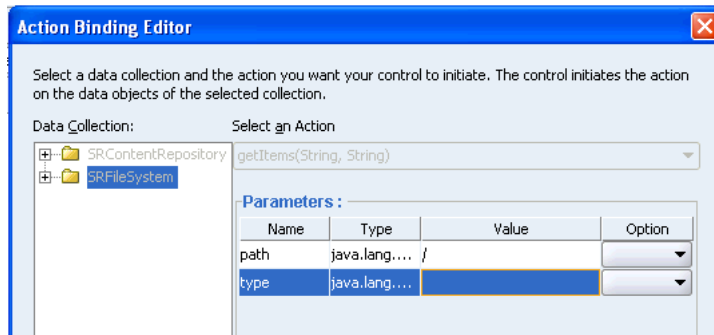 Action Binding Editor
Select a data collection and the action you want your control to initiate. The control initiates the action
on the data objects of the selected collection.
Data Collection: Select an Action
SRContentRepository getItems(String, String)
SRFileSystem
Parameters :
Name Type Value Option
path java.lang.... /
type java.lang....